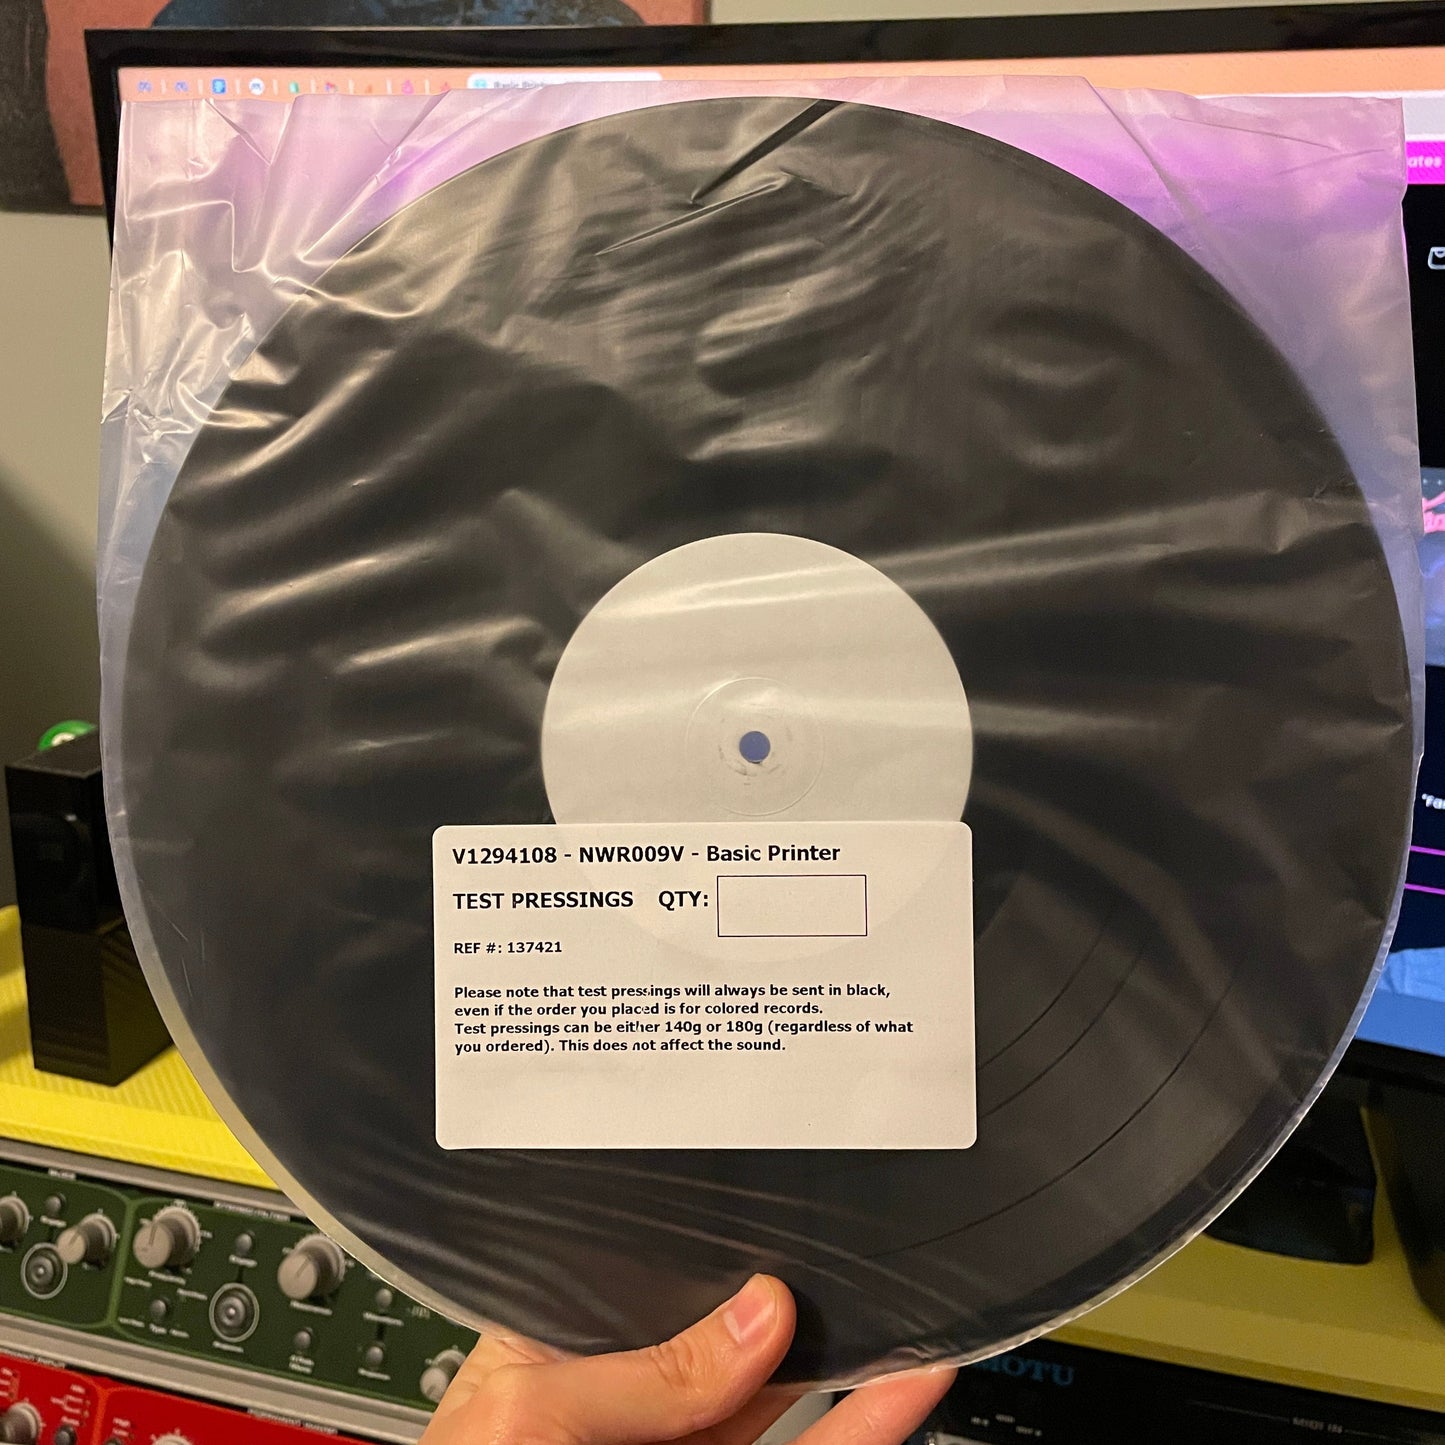 V1294108 - NWR009V - Basic Printer
TEST PRESSINGS QTY:
REF #: 137421
Please note that test pressings will always be sent in black,
even if the order you placed is for colored records.
Test pressings can be either 140g or 180g (regardless of what
you ordered). This does not affect the sound.
MOTU